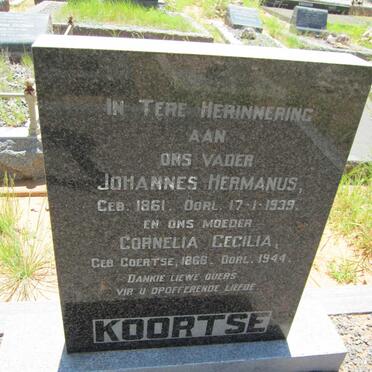 IN TERE HERINNERING
AAN
ONS VADER
JOHANNES HERMANUS,
GEB. 1861. OORL. 17-1-1939.
EN ONS MOEDER
CORNELIA CECILIA,
GEB COERTSE, 1866. OORL. 1944.
DANKIE LIEWE OUERS
VIR U OPOFFERENDE LIEFDE.
KOORTSE